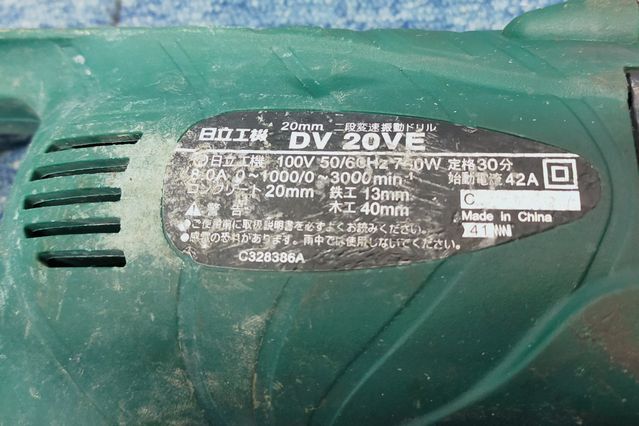 20mm 二段変速振動ドリル
日立工機 DV 20VE
日立工機 100V 50/60Hz 定格30分
8.0A 0~1000/0~3000min⁻¹ 始動電流42A
コンクリート20mm 鉄工13mm
木工40mm
警告
C
●ご使用前に取扱説明書を必ずよくお読みください。
●感電の恐れがあります。雨中では使用しないでください。
Made in China
41
C326386A